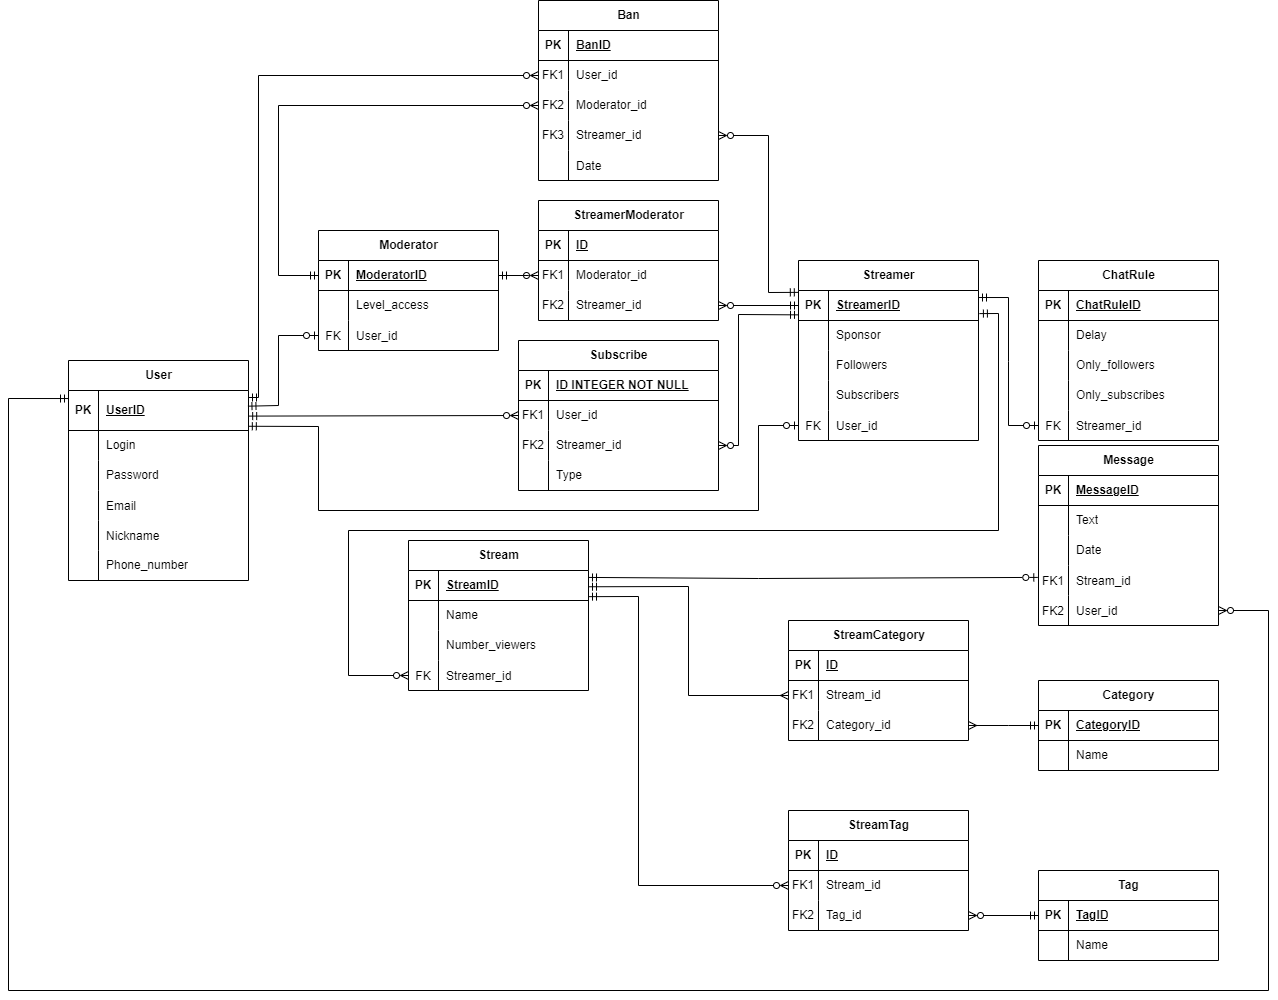 Ban
PK BanID
FK1 User_id
FK2 Moderator_id
FK3 Streamer_id
Date
StreamerModerator
PK ID
FK1 Moderator_id
FK2 Streamer_id
Moderator
PK ModeratorID
Level_access
FK User_id
Streamer
PK StreamerID
Sponsor
Followers
Subscribers
FK User_id
ChatRule
PK ChatRuleID
Delay
Only_followers
Only_subscribes
FK Streamer_id
Subscribe
PK ID INTEGER NOT NULL
FK1 User_id
FK2 Streamer_id
Type
User
PK UserID
Login
Password
Email
Nickname
Phone_number
Message
PK MessageID
Text
Date
FK1 Stream_id
FK2 User_id
Stream
PK StreamID
Name
Number_viewers
FK Streamer_id
StreamCategory
PK ID
FK1 Stream_id
FK2 Category_id
Category
PK CategoryID
Name
StreamTag
PK ID
FK1 Stream_id
FK2 Tag_id
Tag
PK TagID
Name